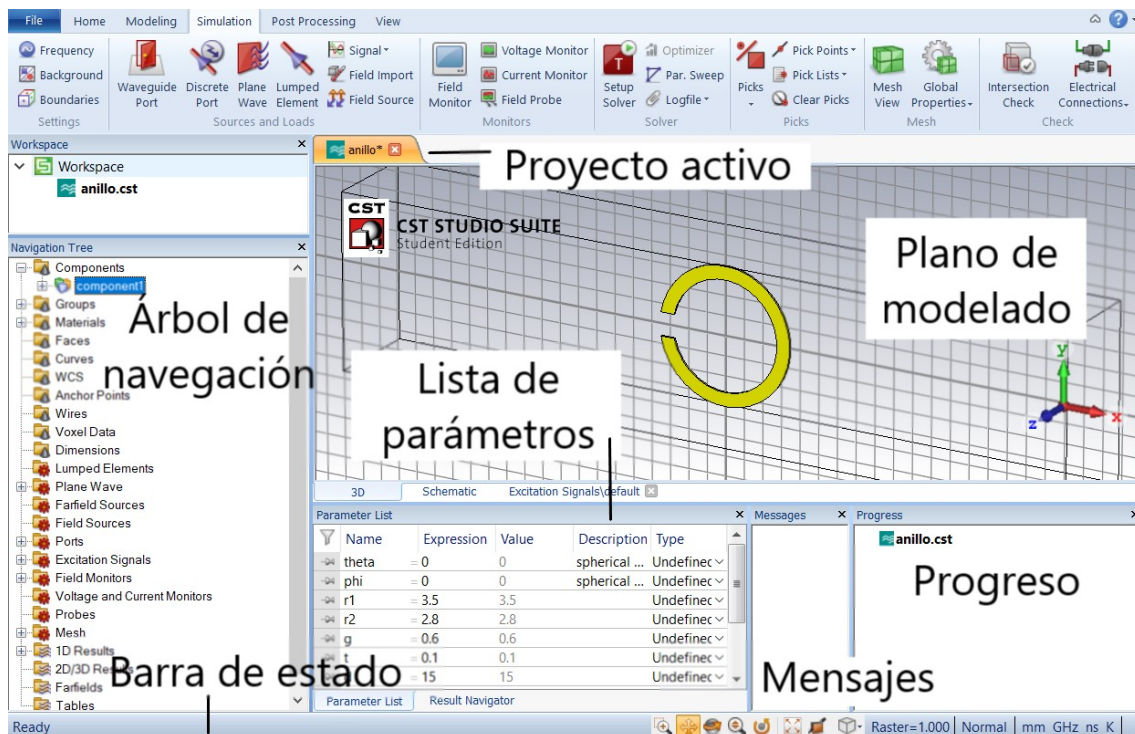 File Home Modeling Simulation Post Processing View
Frequency
Background
Boundaries
Settings
Waveguide Port
Discrete Port
Plane Wave
Lumped Element
Signal
Field Import
Field Source
Sources and Loads
Field Monitor
Voltage Monitor
Current Monitor
Field Probe
Monitors
Setup Solver
Optimizer
Par. Sweep
Logfile
Solver
Picks
Pick Points
Pick Lists
Clear Picks
Picks
Mesh View
Global Properties
Mesh
Intersection Check
Electrical Connections
Check
Workspace
Workspace
anillo.cst
Navigation Tree
Components
component1
Groups
Materials
Faces
Curves
WCS
Anchor Points
Wires
Voxel Data
Dimensions
Lumped Elements
Plane Wave
Farfield Sources
Field Sources
Ports
Excitation Signals
Field Monitors
Voltage and Current Monitors
Probes
Mesh
1D Results
2D/3D Results
Farfields
Tables
Árbol de
navegación
Barra de estado
anillo*
Proyecto activo
CST
CST STUDIO SUITE
Student Edition
Plano de
modelado
Lista de
parámetros
y
x
z
3D Schematic Excitation Signals\default
Parameter List
Name Expression Value Description Type
theta = 0 0 spherical ... Undefinec
phi = 0 0 spherical ... Undefinec
r1 = 3.5 3.5 Undefinec
r2 = 2.8 2.8 Undefinec
g = 0.6 0.6 Undefinec
t = 0.1 0.1 Undefinec
= 15 15 Undefinec
Parameter List Result Navigator
Messages
Mensajes
Progress
anillo.cst
Progreso
Ready
Raster=1.000 Normal mm GHz ns K